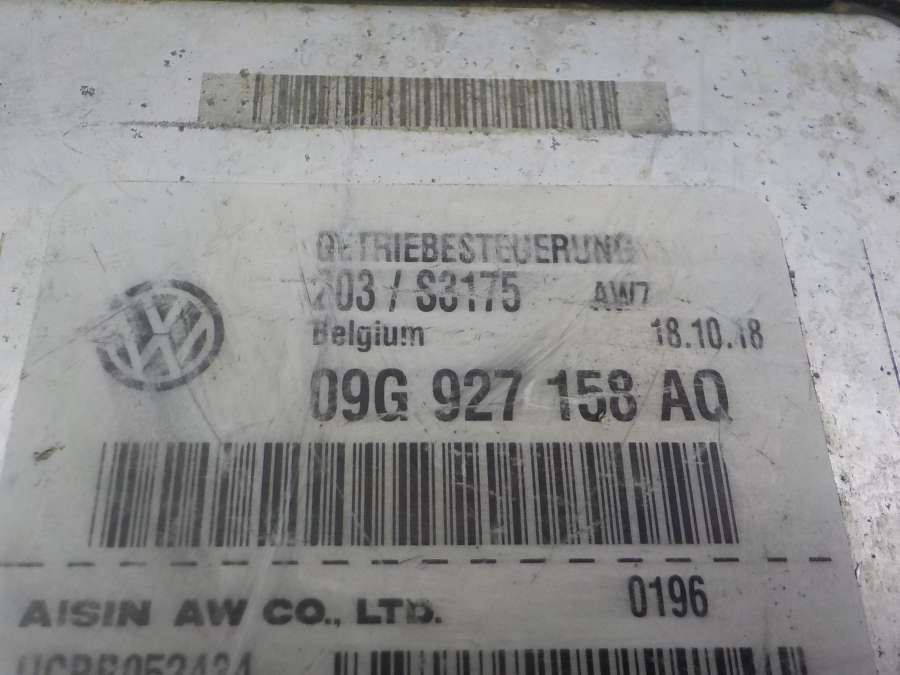 GETRIEBESTEUERUNG
203 / S3175 AW7
Belgium 18.10.18
09G 927 158 AQ
AISIN AW CO., LTD. 0196